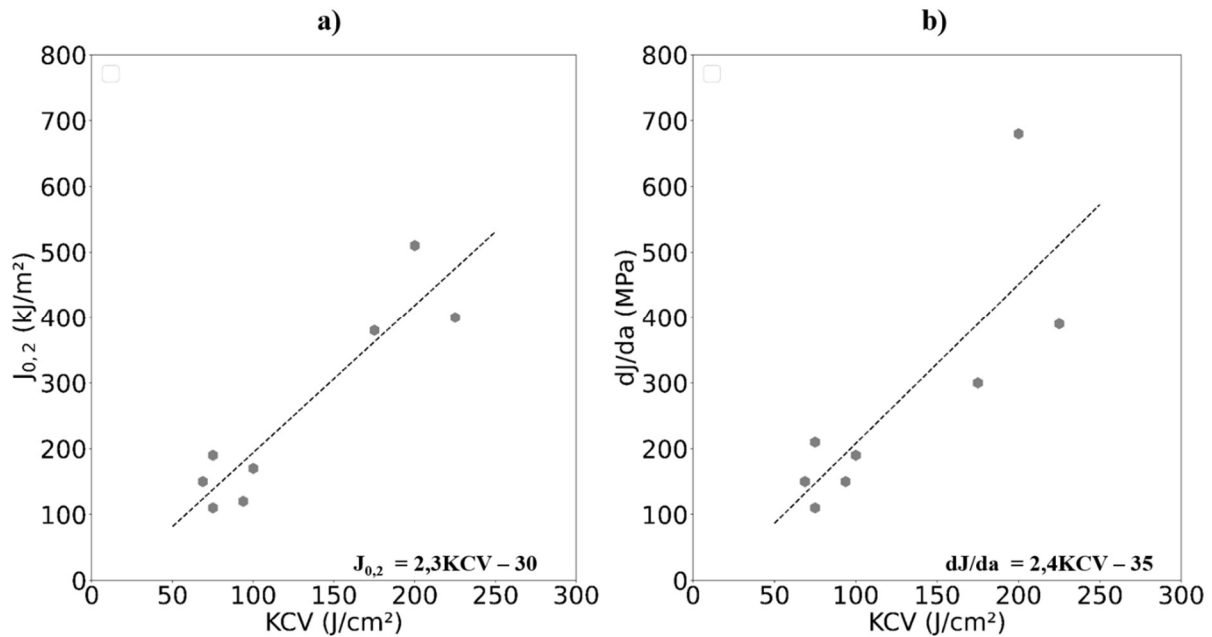 a)
800
700
600
500
400
300
200
100
0
J0,2 (kJ/m²)
0 50 100 150 200 250 300
KCV (J/cm²)
J0,2 = 2,3KCV – 30
b)
800
700
600
500
400
300
200
100
0
dJ/da (MPa)
0 50 100 150 200 250 300
KCV (J/cm²)
dJ/da = 2,4KCV – 35